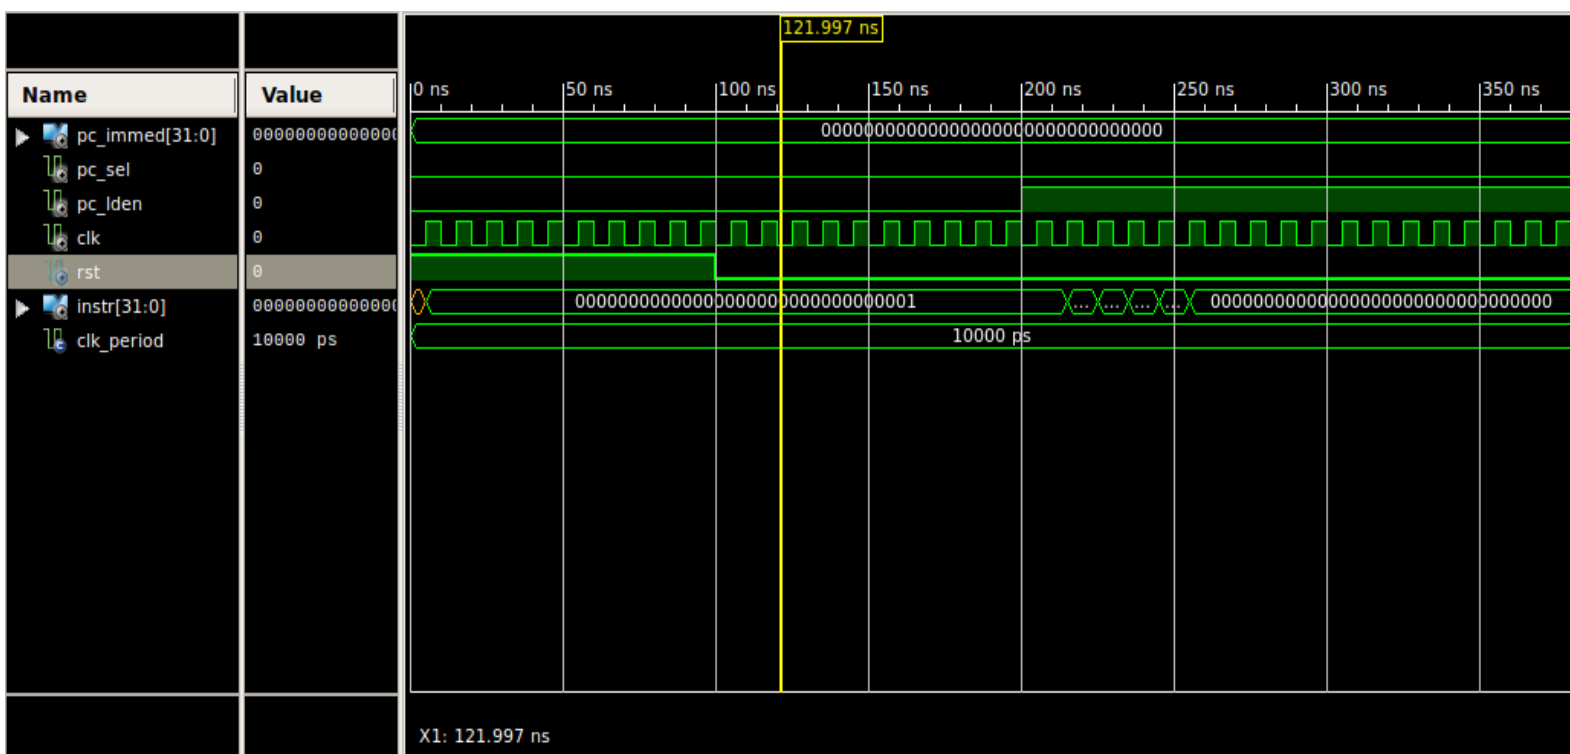 121.997 ns
Name Value 0 ns 50 ns 100 ns 150 ns 200 ns 250 ns 300 ns 350 ns
pc_immed[31:0] 00000000000000 00000000000000000000000000000000
pc_sel 0
pc_lden 0
clk 0
rst 0
instr[31:0] 00000000000000 00000000000000000000000000000001 ... ... ... ... 00000000000000000000000000000000
clk_period 10000 ps 10000 ps
X1: 121.997 ns